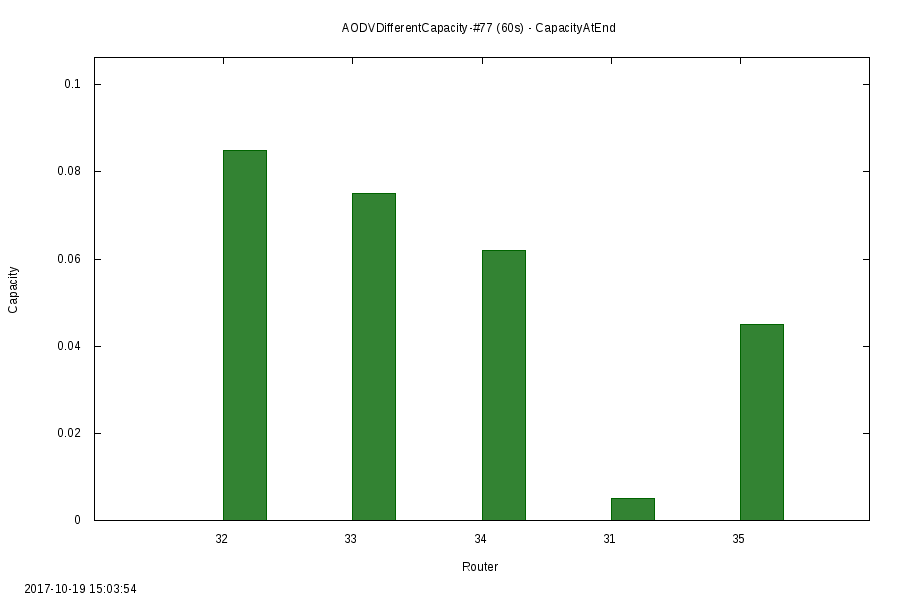 AODVDifferentCapacity-#77 (60s) - CapacityAtEnd
0.1
0.08
0.06
0.04
0.02
0
Capacity
32 33 34 31 35
Router
2017-10-19 15:03:54